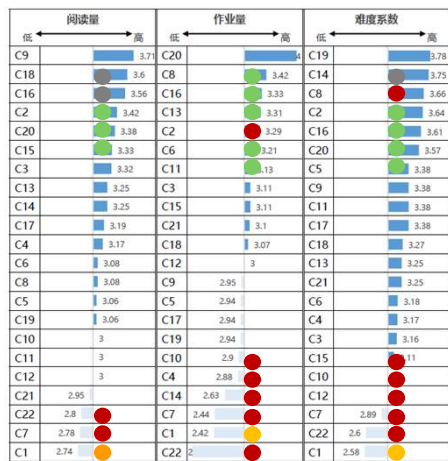 阅读量 作业量 难度系数
低 高 低 高 低 高
C9 3.71 C20 4 C19 3.78
C18 3.6 C8 3.42 C14 3.75
C16 3.56 C16 3.33 C8 3.66
C2 3.42 C13 3.31 C2 3.64
C20 3.38 C2 3.29 C16 3.61
C15 3.33 C6 3.21 C20 3.57
C3 3.32 C11 3.13 C5 3.38
C13 3.25 C3 3.11 C9 3.38
C14 3.25 C15 3.11 C11 3.38
C17 3.19 C21 3.1 C17 3.38
C4 3.17 C18 3.07 C18 3.27
C6 3.08 C12 3 C13 3.25
C8 3.08 C9 2.95 C21 3.25
C5 3.06 C5 2.94 C6 3.18
C19 3.06 C17 2.94 C4 3.17
C10 3 C19 2.94 C3 3.16
C11 3 C10 2.9 C15 3.11
C12 3 C4 2.88 C10
C21 2.95 C14 2.63 C12
C22 2.8 C7 2.44 C7 2.89
C7 2.78 C1 2.42 C22 2.6
C1 2.74 C22 2 C1 2.58